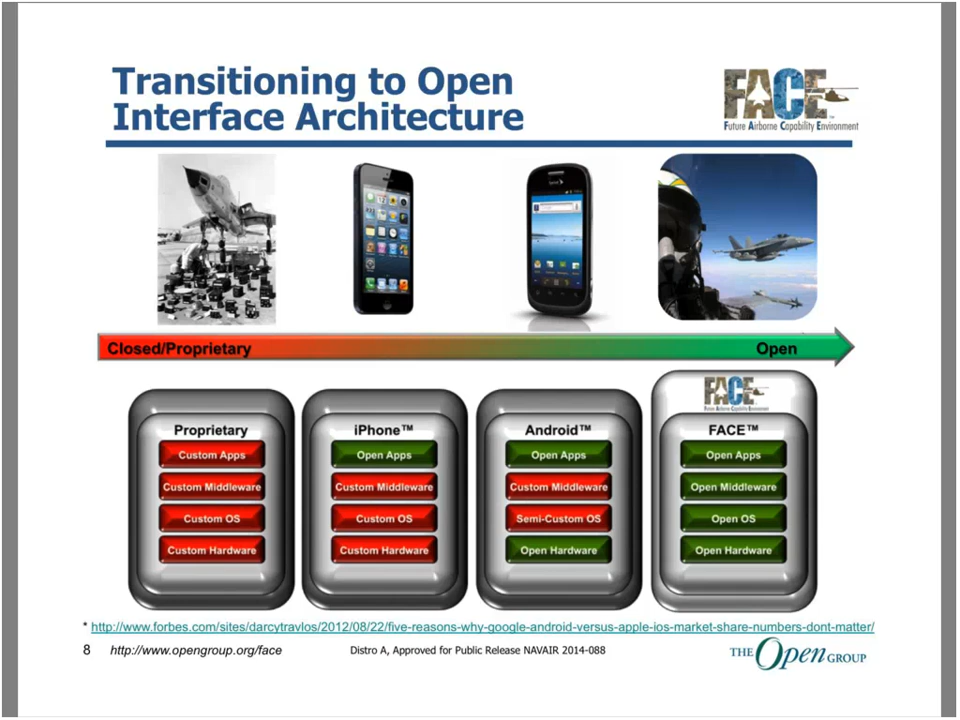 Transitioning to Open
Interface Architecture
FACE™
Future Airborne Capability Environment
Closed/Proprietary
Open
Proprietary
Custom Apps
Custom Middleware
Custom OS
Custom Hardware
iPhone™
Open Apps
Custom Middleware
Custom OS
Custom Hardware
Android™
Open Apps
Custom Middleware
Semi-Custom OS
Open Hardware
FACE
Future Airborne Capability Environment
FACE™
Open Apps
Open Middleware
Open OS
Open Hardware
* http://www.forbes.com/sites/darcytravlos/2012/08/22/five-reasons-why-google-android-versus-apple-ios-market-share-numbers-dont-matter/
8 http://www.opengroup.org/face
Distro A, Approved for Public Release NAVAIR 2014-088
THE Open GROUP